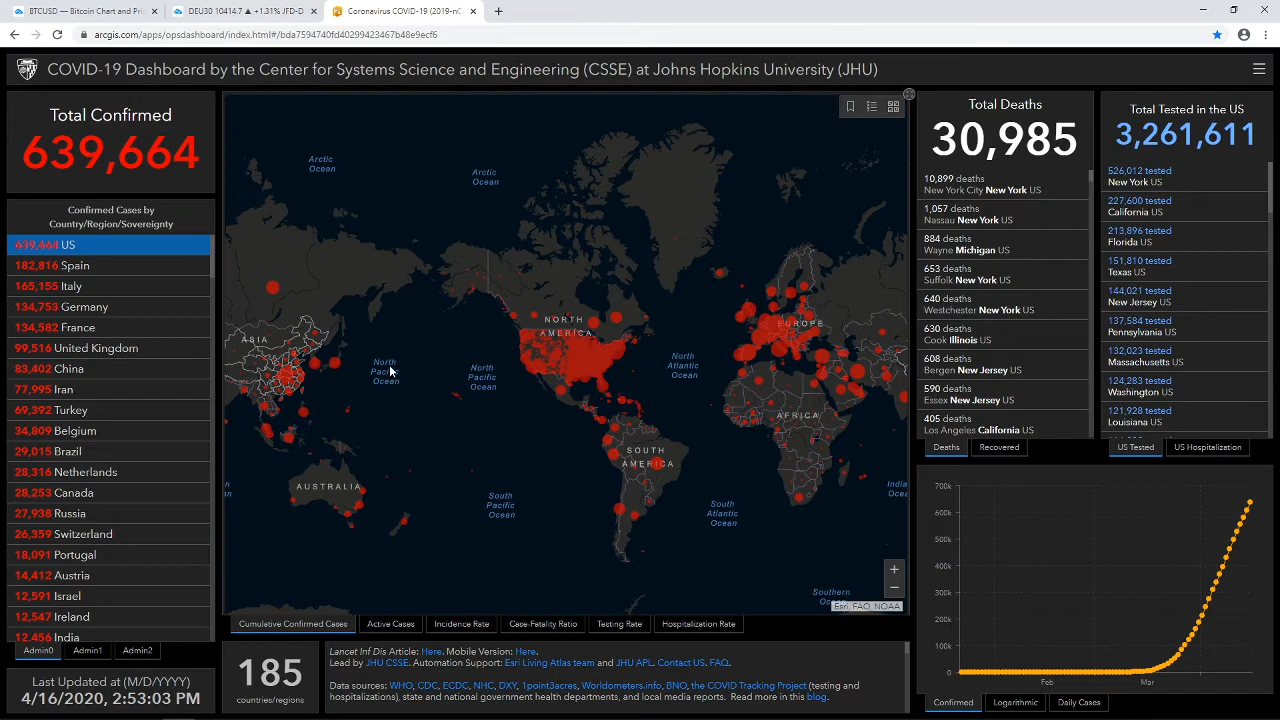 BTCUSD — Bitcoin Chart and Pri
DEU30 10414.7 ▲ +1.31% JFD-D
Coronavirus COVID-19 (2019-nC
arcgis.com/apps/opsdashboard/index.html#/bda7594740fd40299423467b48e9ecf6
COVID-19 Dashboard by the Center for Systems Science and Engineering (CSSE) at Johns Hopkins University (JHU)
Total Confirmed
639,664
Confirmed Cases by
Country/Region/Sovereignty
639,664 US
182,816 Spain
165,155 Italy
134,753 Germany
134,582 France
99,516 United Kingdom
83,402 China
77,995 Iran
69,392 Turkey
34,809 Belgium
29,015 Brazil
28,316 Netherlands
28,253 Canada
27,938 Russia
26,359 Switzerland
18,091 Portugal
14,412 Austria
12,591 Israel
12,547 Ireland
12,456 India
Admin0
Admin1
Admin2
Last Updated at (M/D/YYYY)
4/16/2020, 2:53:03 PM
Arctic
Ocean
Arctic
Ocean
NORTH
AMERICA
EUROPE
ASIA
North
Pacific
Ocean
North
Pacific
Ocean
North
Atlantic
Ocean
AFRICA
SOUTH
AMERICA
AUSTRALIA
South
Pacific
Ocean
South
Atlantic
Ocean
India
Ocea
Southern
Oc
Esri, FAO, NOAA
Cumulative Confirmed Cases
Active Cases
Incidence Rate
Case-Fatality Ratio
Testing Rate
Hospitalization Rate
185
countries/regions
Lancet Inf Dis Article: Here. Mobile Version: Here.
Lead by JHU CSSE. Automation Support: Esri Living Atlas team and JHU APL. Contact US. FAQ.
Data sources: WHO, CDC, ECDC, NHC, DXY, 1point3acres, Worldometers.info, BNO, the COVID Tracking Project (testing and
hospitalizations), state and national government health departments, and local media reports. Read more in this blog.
Total Deaths
30,985
10,899 deaths
New York City New York US
1,057 deaths
Nassau New York US
884 deaths
Wayne Michigan US
653 deaths
Suffolk New York US
640 deaths
Westchester New York US
630 deaths
Cook Illinois US
608 deaths
Bergen New Jersey US
590 deaths
Essex New Jersey US
405 deaths
Los Angeles California US
Deaths
Recovered
Total Tested in the US
3,261,611
526,012 tested
New York US
227,600 tested
California US
213,896 tested
Florida US
151,810 tested
Texas US
144,021 tested
New Jersey US
137,584 tested
Pennsylvania US
132,023 tested
Massachusetts US
124,283 tested
Washington US
121,928 tested
Louisiana US
US Tested
US Hospitalization
700k
600k
500k
400k
300k
200k
100k
0
Feb
Mar
Confirmed
Logarithmic
Daily Cases